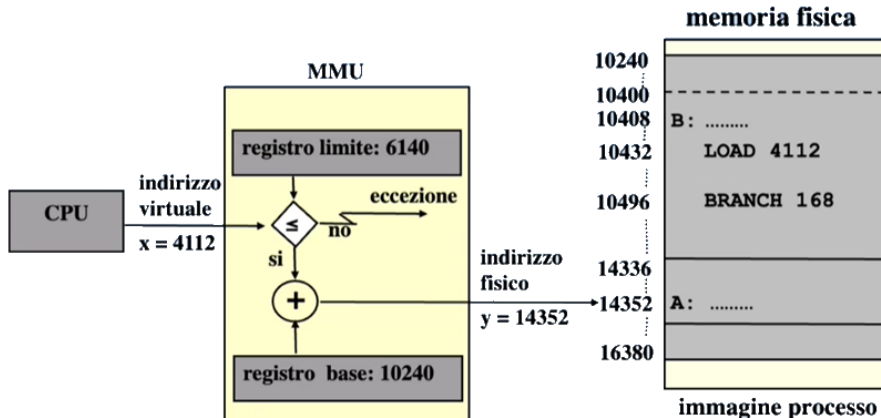 memoria fisica
MMU
registro limite: 6140
indirizzo
virtuale
CPU
x = 4112
≤
eccezione
no
si
+
indirizzo
fisico
y = 14352
registro base: 10240
10240
10400
10408 B: .........
10432 LOAD 4112
10496 BRANCH 168
14336
14352 A: .........
16380
immagine processo